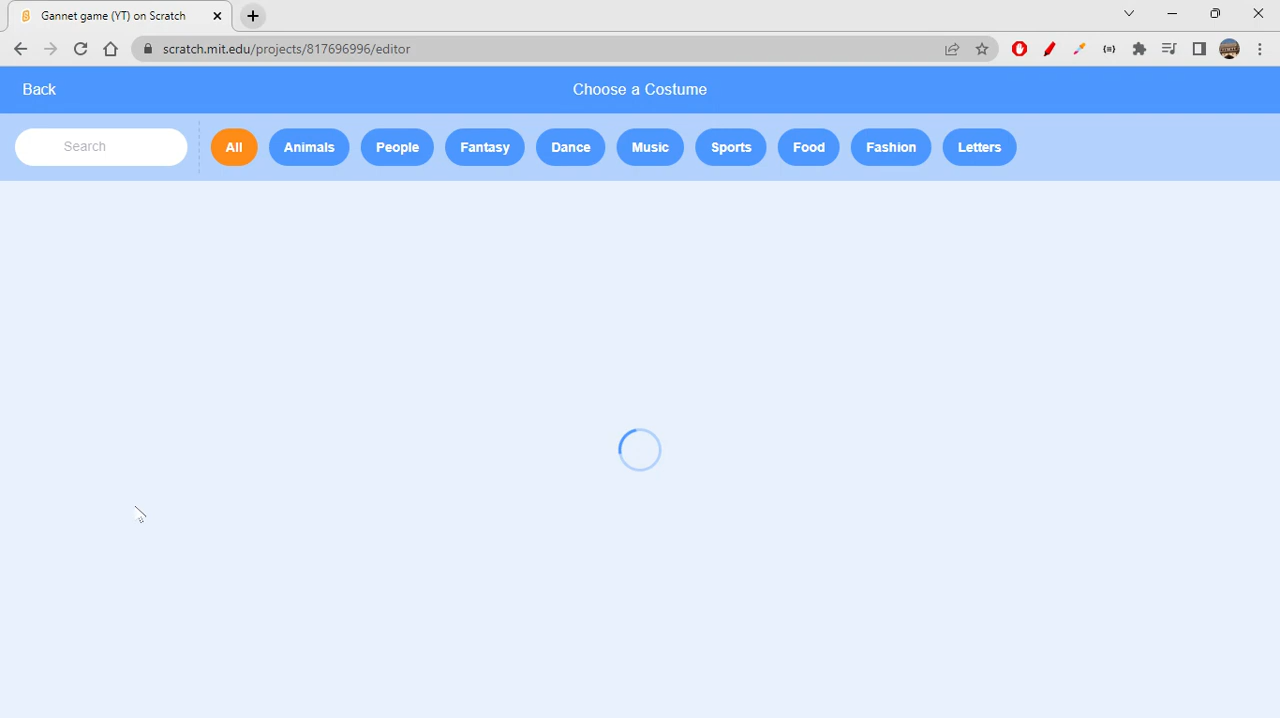 Gannet game (YT) on Scratch
scratch.mit.edu/projects/817696996/editor
Back
Choose a Costume
Search
All
Animals
People
Fantasy
Dance
Music
Sports
Food
Fashion
Letters